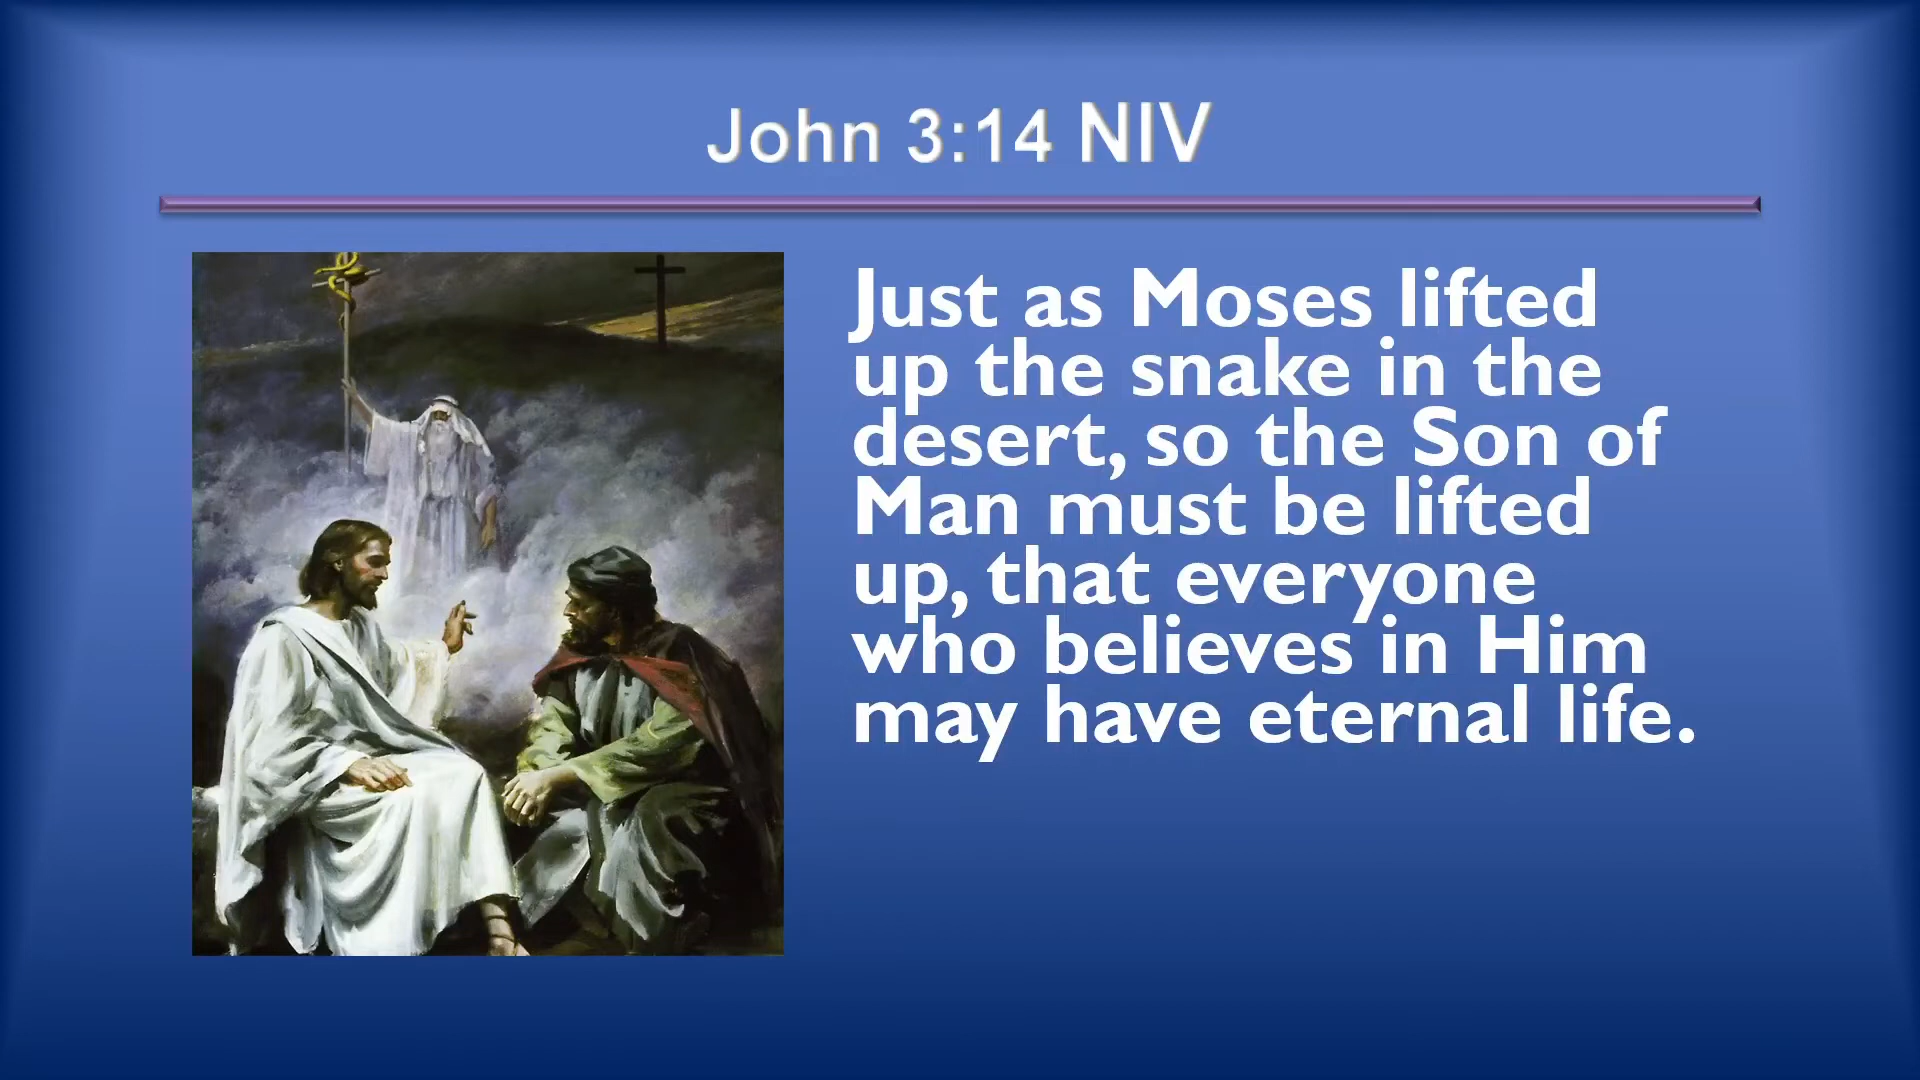 John 3:14 NIV
Just as Moses lifted
up the snake in the
desert, so the Son of
Man must be lifted
up, that everyone
who believes in Him
may have eternal life.